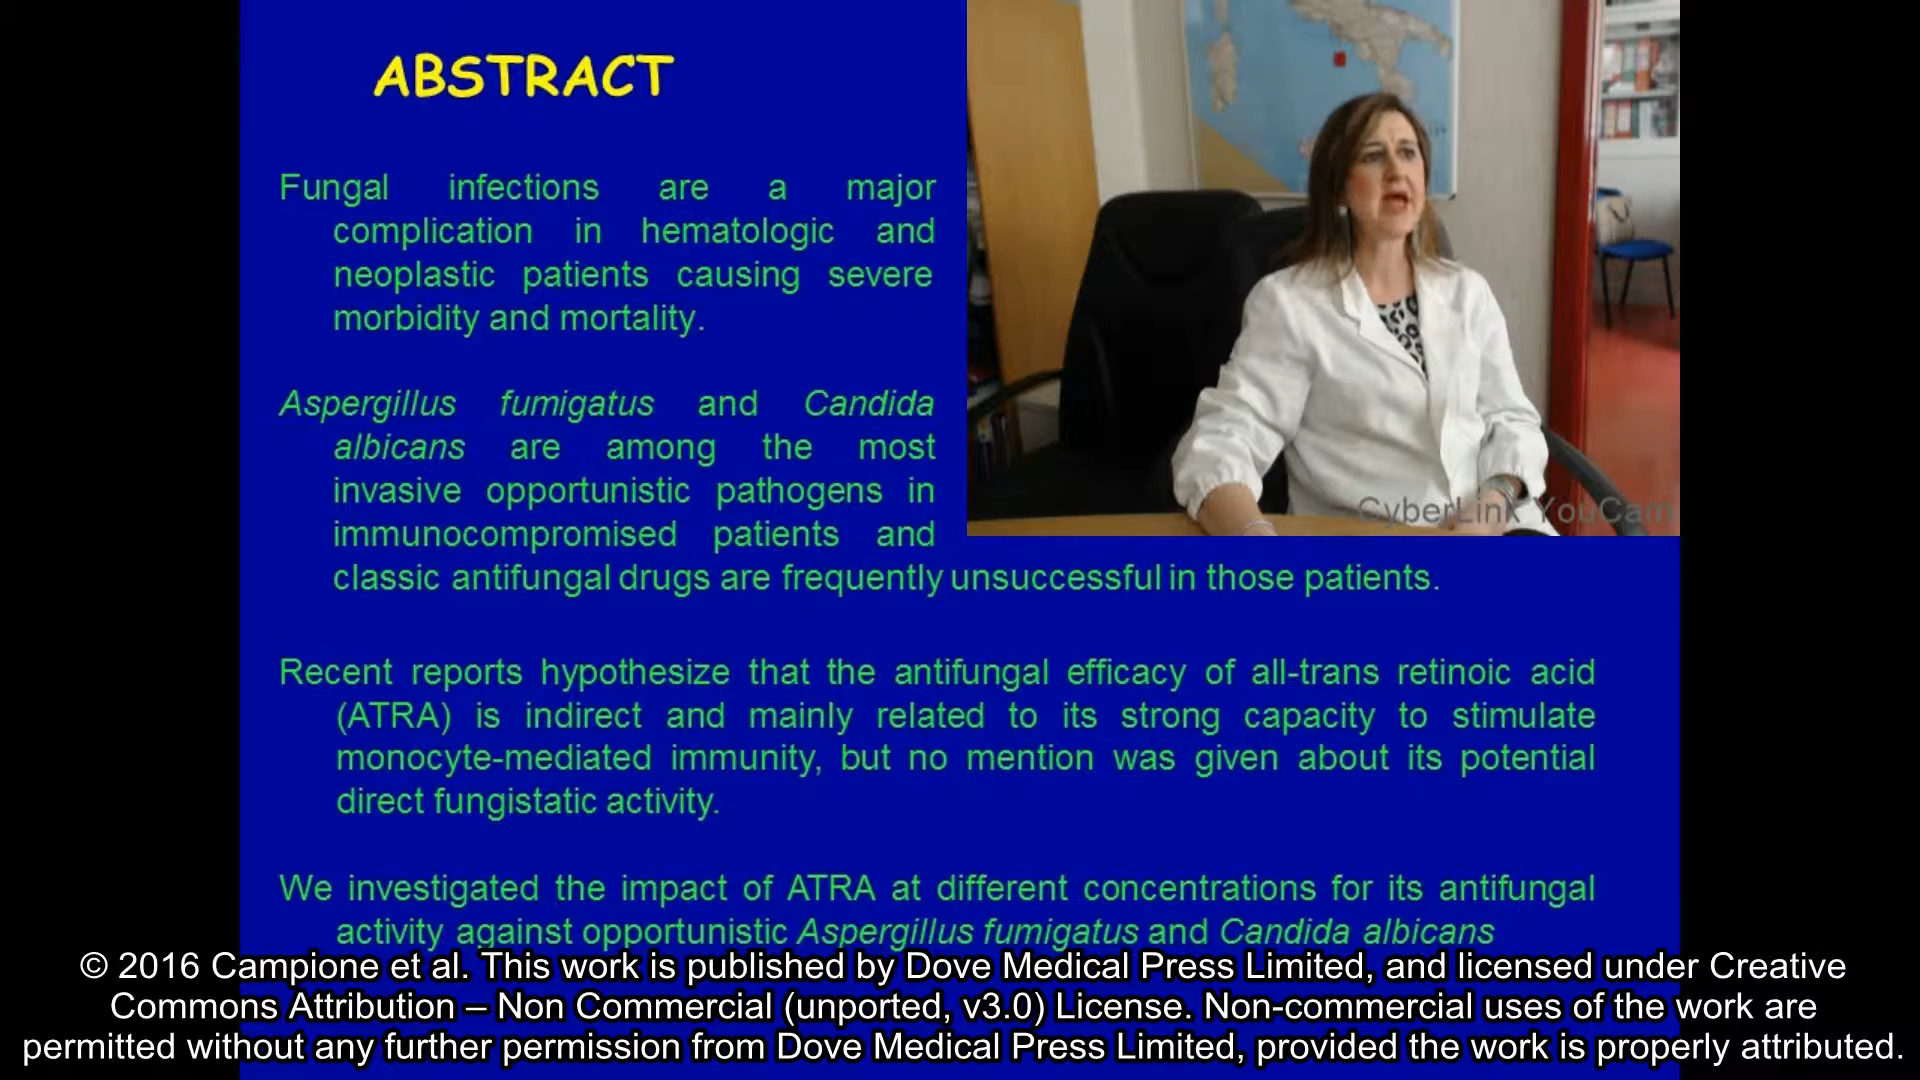 ABSTRACT
Fungal infections are a major
complication in hematologic and
neoplastic patients causing severe
morbidity and mortality.
Aspergillus fumigatus and Candida
albicans are among the most
invasive opportunistic pathogens in
immunocompromised patients and
classic antifungal drugs are frequently unsuccessful in those patients.
Recent reports hypothesize that the antifungal efficacy of all-trans retinoic acid
(ATRA) is indirect and mainly related to its strong capacity to stimulate
monocyte-mediated immunity, but no mention was given about its potential
direct fungistatic activity.
We investigated the impact of ATRA at different concentrations for its antifungal
activity against opportunistic Aspergillus fumigatus and Candida albicans
CyberLink YouCam
© 2016 Campione et al. This work is published by Dove Medical Press Limited, and licensed under Creative
Commons Attribution – Non Commercial (unported, v3.0) License. Non-commercial uses of the work are
permitted without any further permission from Dove Medical Press Limited, provided the work is properly attributed.